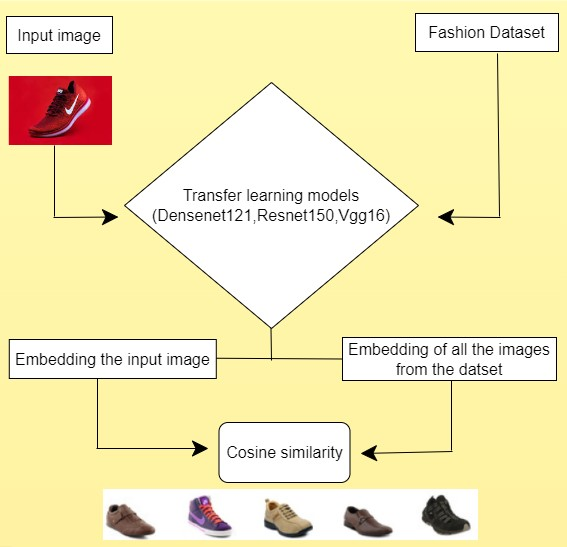 Input image
Fashion Dataset
Transfer learning models
(Densenet121,Resnet150,Vgg16)
Embedding the input image
Embedding of all the images
from the datset
Cosine similarity